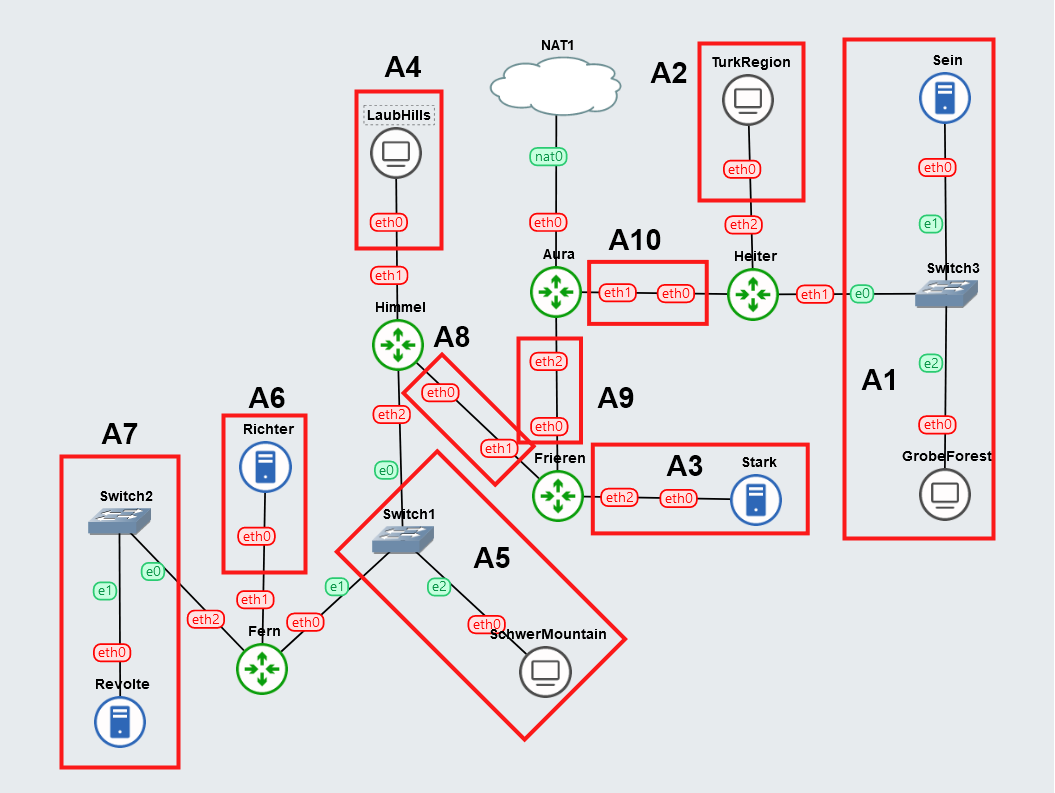 NAT1
A4
A2
TurkRegion
Sein
LaubHills
nat0
eth0
eth0
eth0
eth0
e1
eth2
eth1
Aura
A10
Heiter
Switch3
eth1
eth0
eth1
e0
Himmel
A8
eth0
eth2
A9
e2
A1
A6
eth2
eth0
eth0
A7
Richter
e0
eth1
Frieren
A3
Stark
GrobeForest
eth2
eth0
Switch2
Switch1
eth0
A5
e0
e1
eth1
e1
e2
eth2
eth0
eth0
Fern
SchwerMountain
eth0
Revolte